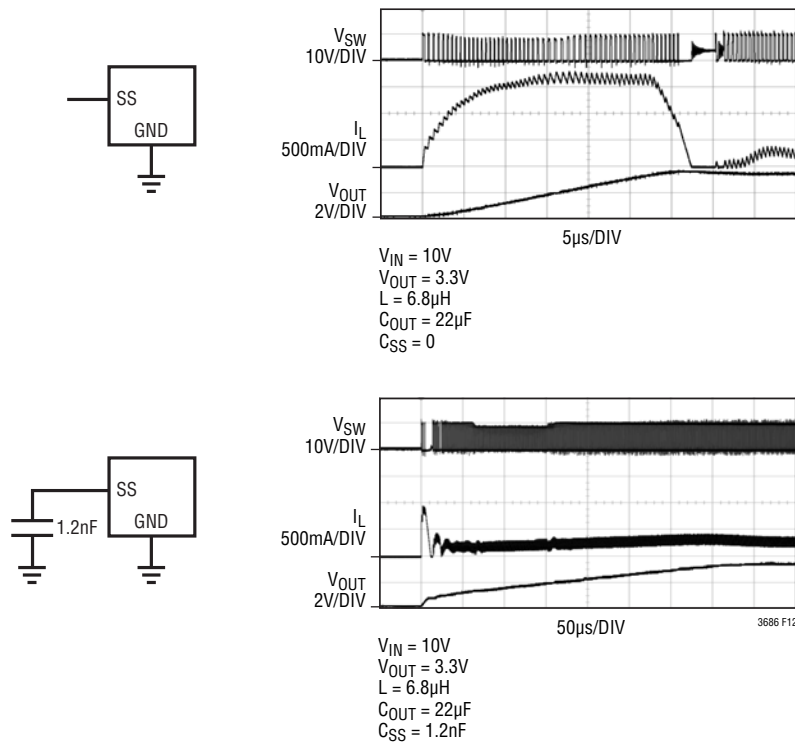 SS
GND
V_SW
10V/DIV
I_L
500mA/DIV
V_OUT
2V/DIV
5µs/DIV
V_IN = 10V
V_OUT = 3.3V
L = 6.8µH
C_OUT = 22µF
C_SS = 0
SS
GND
1.2nF
V_SW
10V/DIV
I_L
500mA/DIV
V_OUT
2V/DIV
50µs/DIV
3686 F12
V_IN = 10V
V_OUT = 3.3V
L = 6.8µH
C_OUT = 22µF
C_SS = 1.2nF